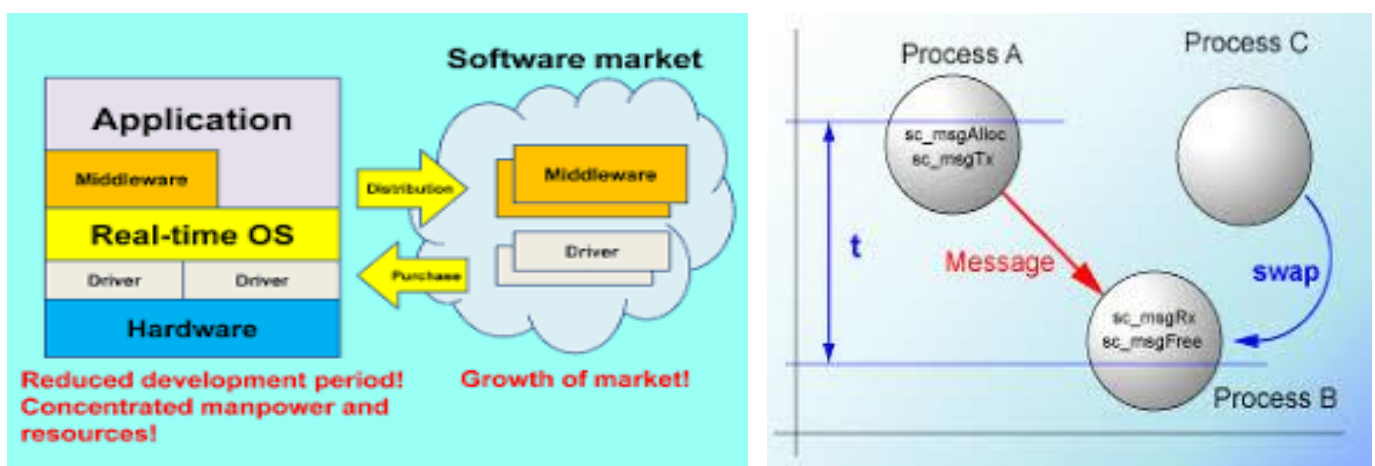 Software market
Application
Middleware
Real-time OS
Driver
Driver
Hardware
Distribution
Purchase
Middleware
Driver
Reduced development period!
Concentrated manpower and
resources!
Growth of market!
Process A
Process C
sc_msgAlloc
sc_msgTx
t
Message
swap
sc_msgRx
sc_msgFree
Process B